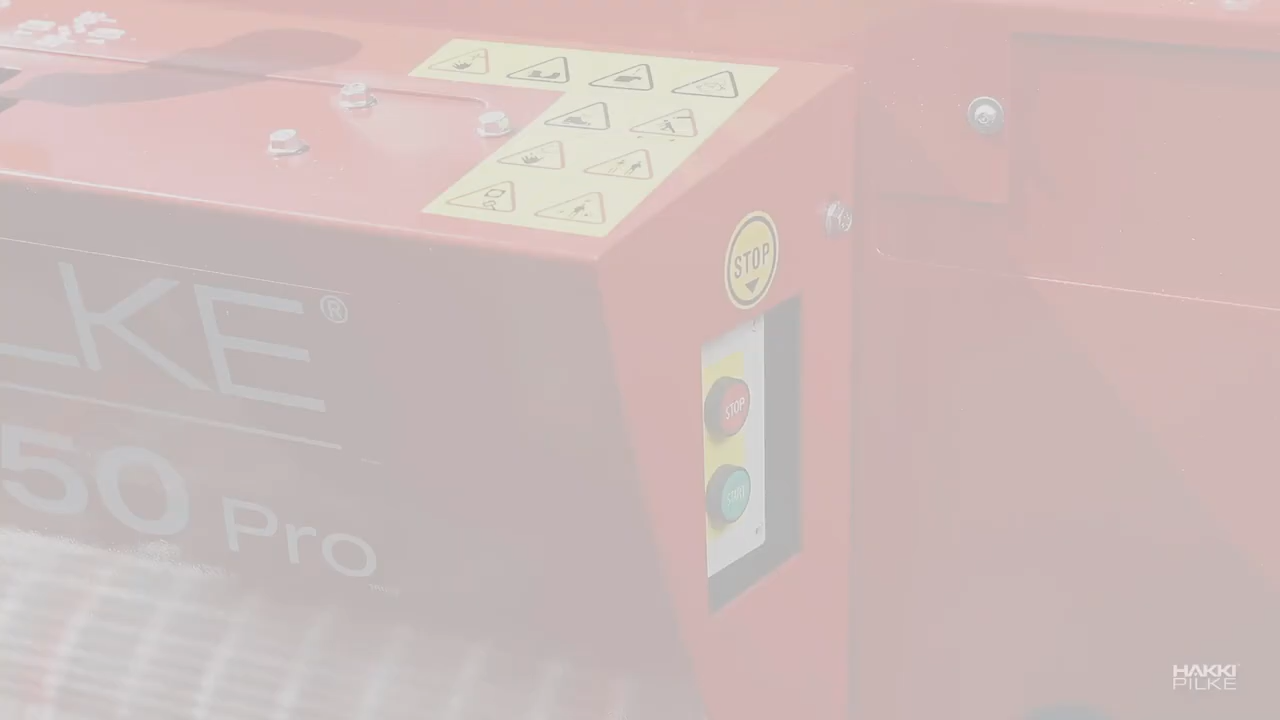 LKE®
50 Pro
STOP
STOP
START
HAKKI
PILKE